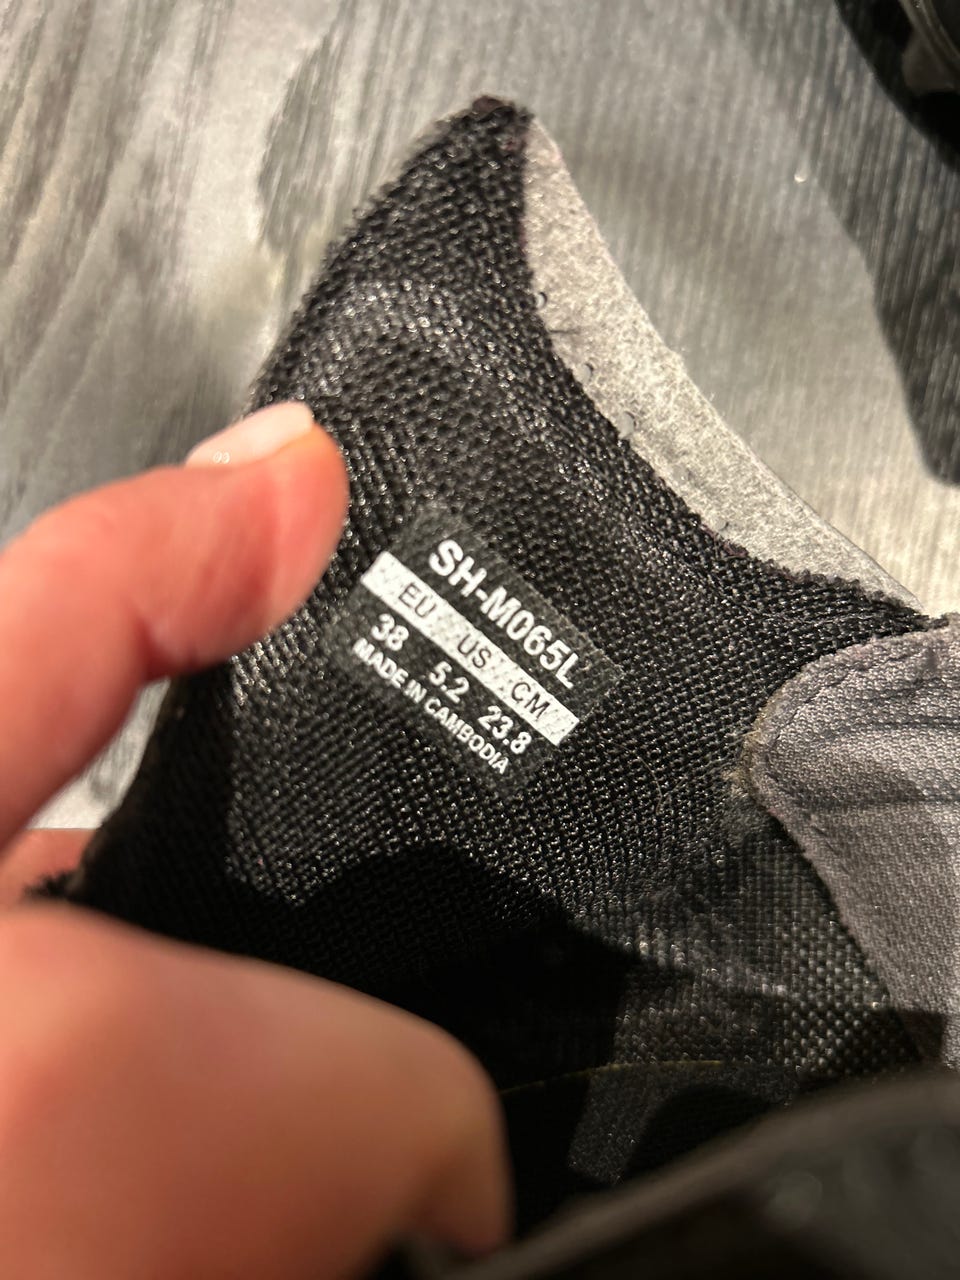 SH-M065L
EU US CM
38 5.2 23.8
MADE IN CAMBODIA